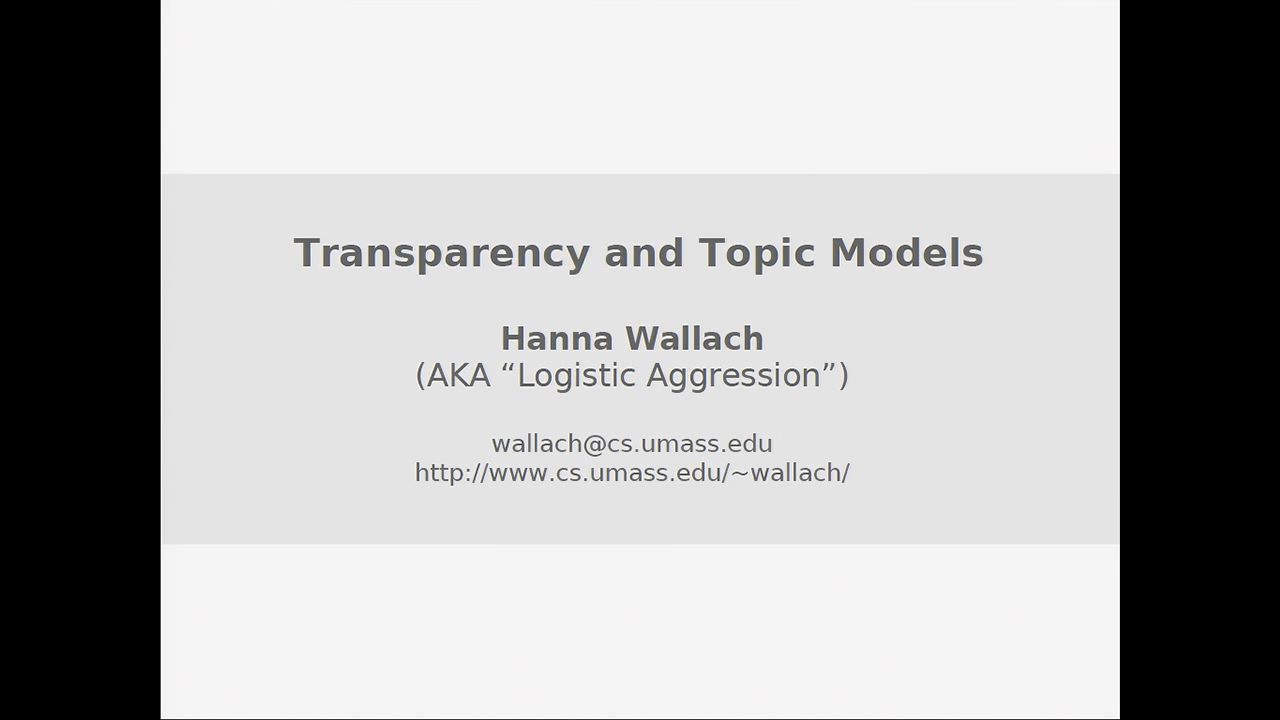 Transparency and Topic Models
Hanna Wallach
(AKA “Logistic Aggression”)
wallach@cs.umass.edu
http://www.cs.umass.edu/~wallach/